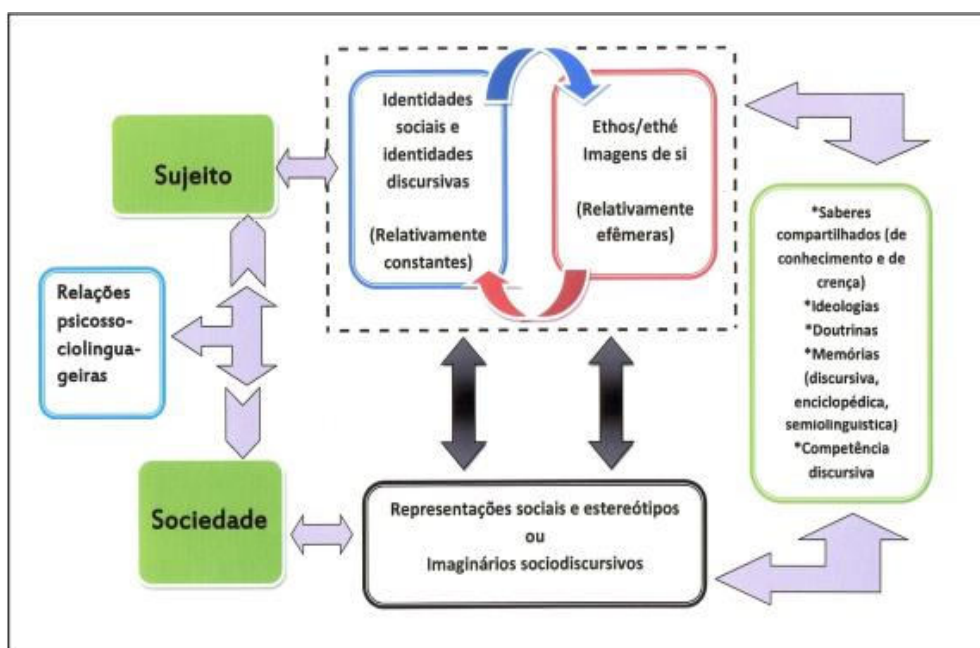 Sujeito
Identidades
sociais e
identidades
discursivas
(Relativamente
constantes)
Ethos/ethé
Imagens de si
(Relativamente
efêmeras)
*Saberes
compartilhados (de
conhecimento e de
crença)
*Ideologias
*Doutrinas
*Memórias
(discursiva,
enciclopédica,
semiolinguística)
*Competência
discursiva
Relações
psicosso-
ciolingua-
geiras
Sociedade
Representações sociais e estereótipos
ou
Imaginários sociodiscursivos